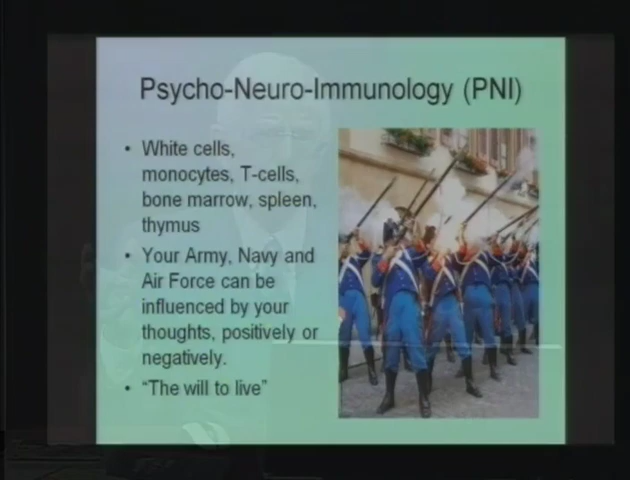 Psycho-Neuro-Immunology (PNI)
• White cells,
monocytes, T-cells,
bone marrow, spleen,
thymus
• Your Army, Navy and
Air Force can be
influenced by your
thoughts, positively or
negatively.
• “The will to live”